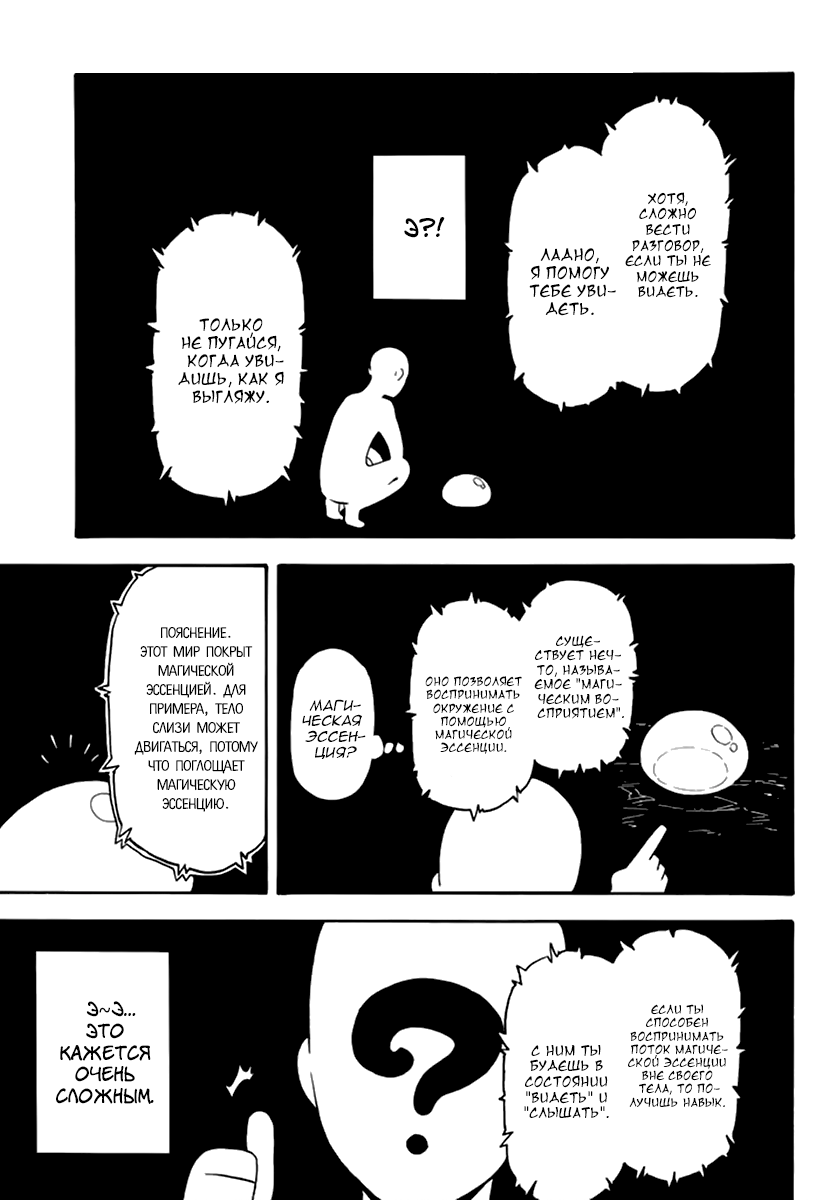 ХОТЯ,
СЛОЖНО
ВЕСТИ
РАЗГОВОР,
ЕСЛИ ТЫ НЕ
МОЖЕШЬ
ВИДЕТЬ.
ЛАДНО,
Я ПОМОГУ
ТЕБЕ УВИ-
ДЕТЬ.
Э?!
ТОЛЬКО
НЕ ПУГАЙСЯ,
КОГДА УВИ-
ДИШЬ, КАК Я
ВЫГЛЯЖУ.
СУЩЕ-
СТВУЕТ НЕЧ-
ТО, НАЗЫВА-
ЕМОЕ "МАГИ-
ЧЕСКИМ ВО-
СПРИЯТИЕМ".
ОНО ПОЗВОЛЯЕТ
ВОСПРИНИМАТЬ
ОКРУЖЕНИЕ С
ПОМОЩЬЮ
МАГИЧЕСКОЙ
ЭССЕНЦИИ.
МАГИ-
ЧЕСКАЯ
ЭССЕН-
ЦИЯ?
ПОЯСНЕНИЕ.
ЭТОТ МИР ПОКРЫТ
МАГИЧЕСКОЙ
ЭССЕНЦИЕЙ. ДЛЯ
ПРИМЕРА, ТЕЛО
СЛИЗИ МОЖЕТ
ДВИГАТЬСЯ, ПОТОМУ
ЧТО ПОГЛОЩАЕТ
МАГИЧЕСКУЮ
ЭССЕНЦИЮ.
ЕСЛИ ТЫ
СПОСОБЕН
ВОСПРИНИМАТЬ
ПОТОК МАГИЧЕ-
СКОЙ ЭССЕНЦИИ
ВНЕ СВОЕГО
ТЕЛА, ТО ПО-
ЛУЧИШЬ НАВЫК.
С НИМ ТЫ
БУДЕШЬ В
СОСТОЯНИИ
"ВИДЕТЬ" И
"СЛЫШАТЬ".
?
Э~Э...
ЭТО
КАЖЕТСЯ
ОЧЕНЬ
СЛОЖНЫМ.